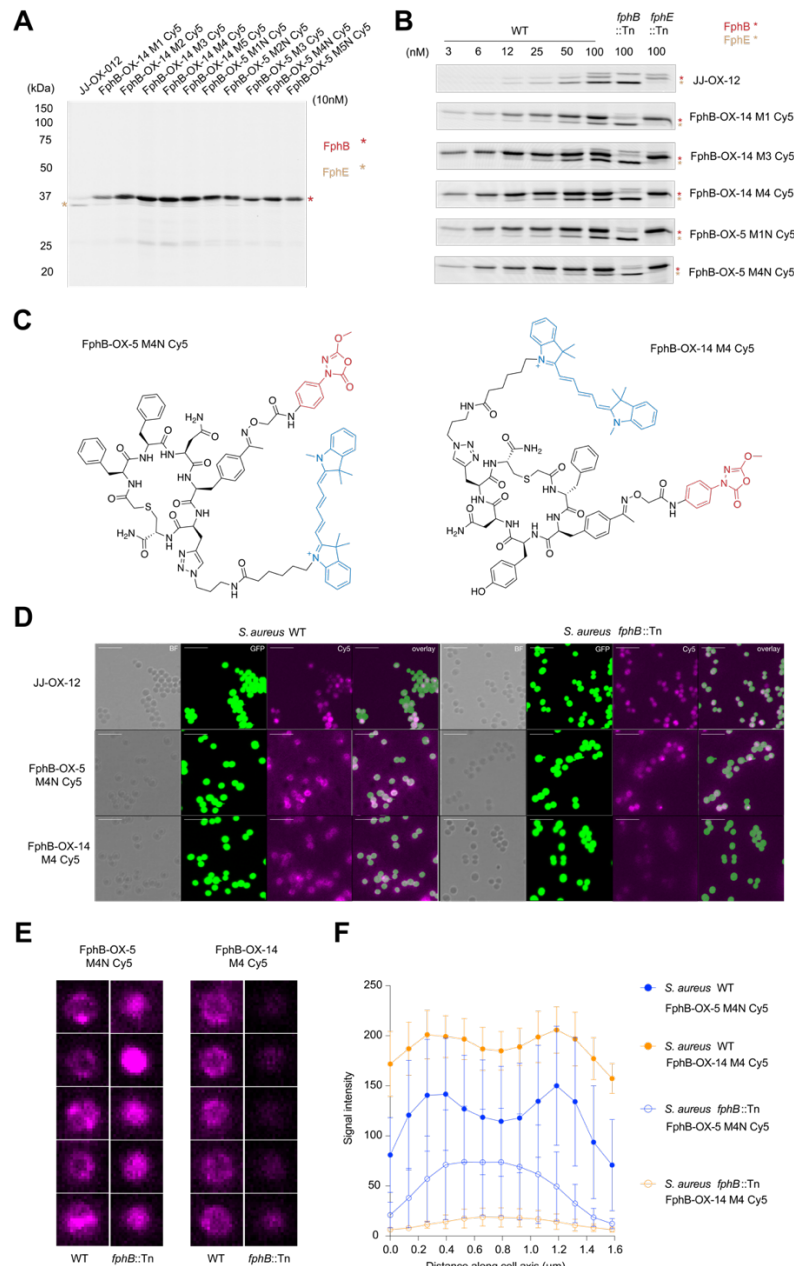 A
JJ-OX-012
FphB-OX-14 M1 Cy5
FphB-OX-14 M2 Cy5
FphB-OX-14 M3 Cy5
FphB-OX-14 M4 Cy5
FphB-OX-14 M5 Cy5
FphB-OX-5 M1N Cy5
FphB-OX-5 M2N Cy5
FphB-OX-5 M3 Cy5
FphB-OX-5 M4N Cy5
FphB-OX-5 M5N Cy5
(kDa)
(10nM)
150
100
75
50
37
25
20
FphB *
FphE *
*
*
B
WT
fphB ::Tn
fphE ::Tn
(nM) 3 6 12 25 50 100 100 100
FphB *
FphE *
JJ-OX-12
FphB-OX-14 M1 Cy5
FphB-OX-14 M3 Cy5
FphB-OX-14 M4 Cy5
FphB-OX-5 M1N Cy5
FphB-OX-5 M4N Cy5
C
FphB-OX-5 M4N Cy5
FphB-OX-14 M4 Cy5
D
S. aureus WT
S. aureus fphB::Tn
BF GFP Cy5 overlay BF GFP Cy5 overlay
JJ-OX-12
FphB-OX-5
M4N Cy5
FphB-OX-14
M4 Cy5
E
FphB-OX-5
M4N Cy5
FphB-OX-14
M4 Cy5
WT fphB::Tn WT fphB::Tn
F
Signal intensity
250
200
150
100
50
0
0.0 0.2 0.4 0.6 0.8 1.0 1.2 1.4 1.6
Distance along cell axis (μm)
S. aureus WT
FphB-OX-5 M4N Cy5
S. aureus WT
FphB-OX-14 M4 Cy5
S. aureus fphB::Tn
FphB-OX-5 M4N Cy5
S. aureus fphB::Tn
FphB-OX-14 M4 Cy5